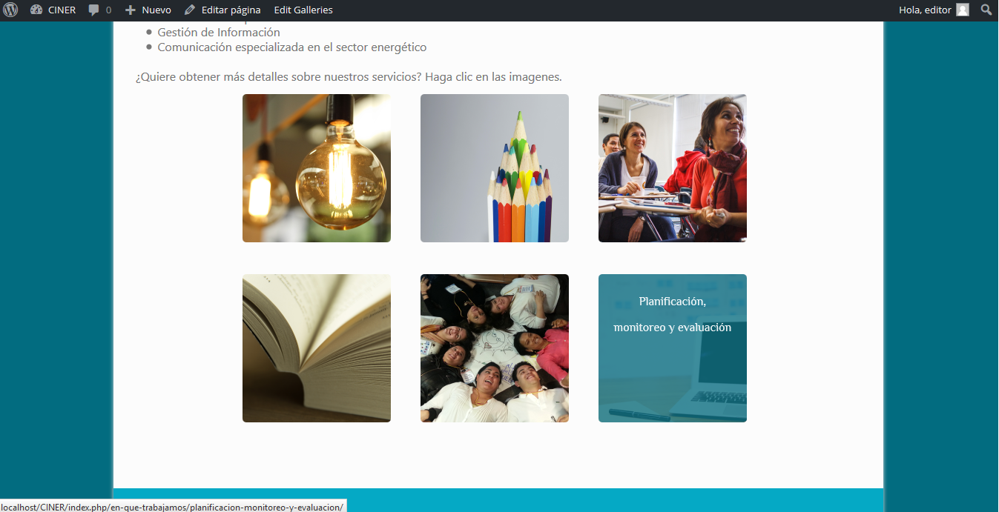 CINER 0 Nuevo Editar página Edit Galleries Hola, editor
Gestión de Información
Comunicación especializada en el sector energético
¿Quiere obtener más detalles sobre nuestros servicios? Haga clic en las imagenes.
Planificación,
monitoreo y evaluación
localhost/CINER/index.php/en-que-trabajamos/planificacion-monitoreo-y-evaluacion/